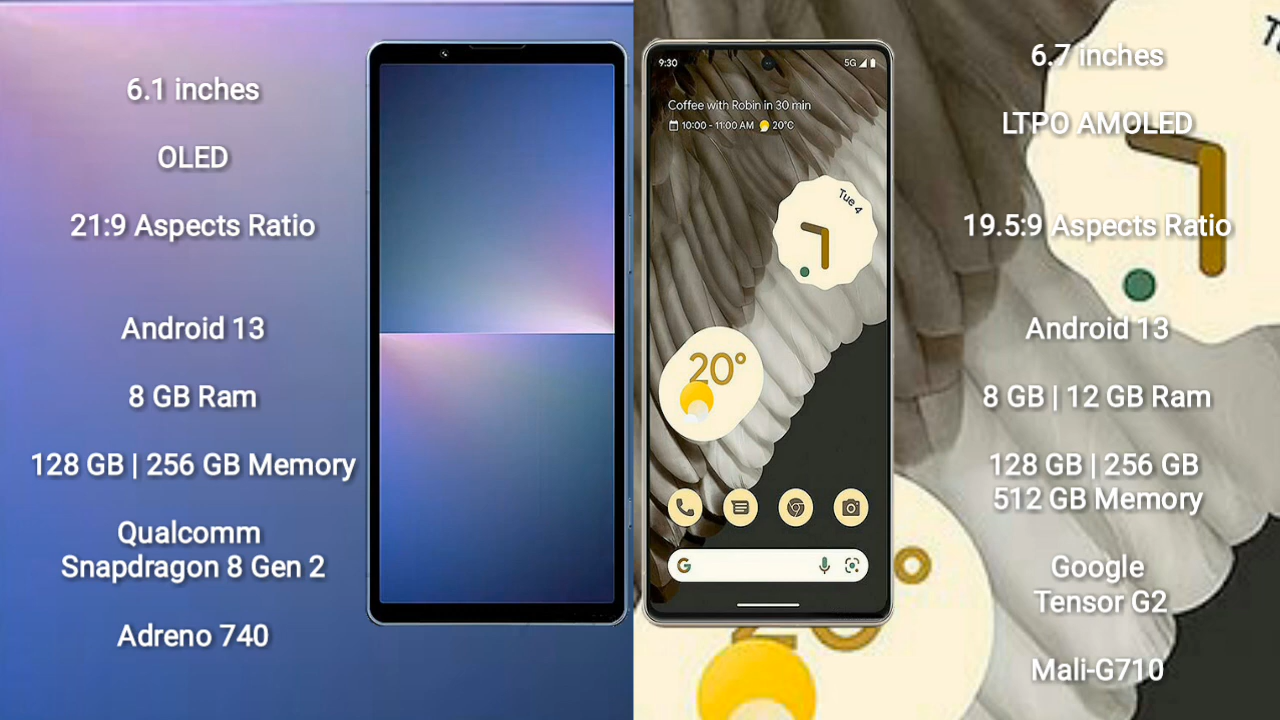 6.1 inches
OLED
21:9 Aspects Ratio
Android 13
8 GB Ram
128 GB | 256 GB Memory
Qualcomm
Snapdragon 8 Gen 2
Adreno 740
9:30
5G
Coffee with Robin in 30 min
10:00 - 11:00 AM 20°C
Tue 4
20°
G
6.7 inches
LTPO AMOLED
19.5:9 Aspects Ratio
Android 13
8 GB | 12 GB Ram
128 GB | 256 GB
512 GB Memory
Google
Tensor G2
Mali-G710